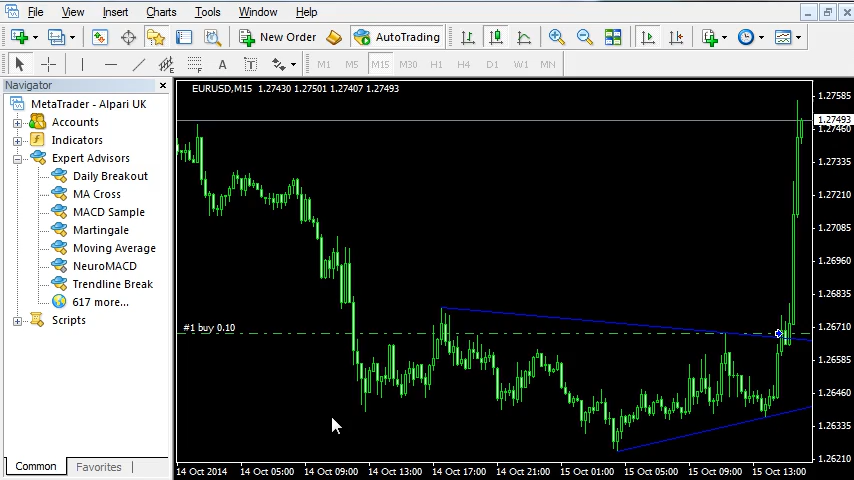 File View Insert Charts Tools Window Help
New Order AutoTrading
A T M1 M5 M15 M30 H1 H4 D1 W1 MN
Navigator
MetaTrader - Alpari UK
Accounts
Indicators
Expert Advisors
Daily Breakout
MA Cross
MACD Sample
Martingale
Moving Average
NeuroMACD
Trendline Break
617 more...
Scripts
Common Favorites
EURUSD,M15 1.27430 1.27501 1.27407 1.27493
#1 buy 0.10
1.27585
1.27493
1.27460
1.27335
1.27210
1.27085
1.26960
1.26835
1.26710
1.26585
1.26460
1.26335
1.26210
14 Oct 2014 14 Oct 05:00 14 Oct 09:00 14 Oct 13:00 14 Oct 17:00 14 Oct 21:00 15 Oct 01:00 15 Oct 05:00 15 Oct 09:00 15 Oct 13:00